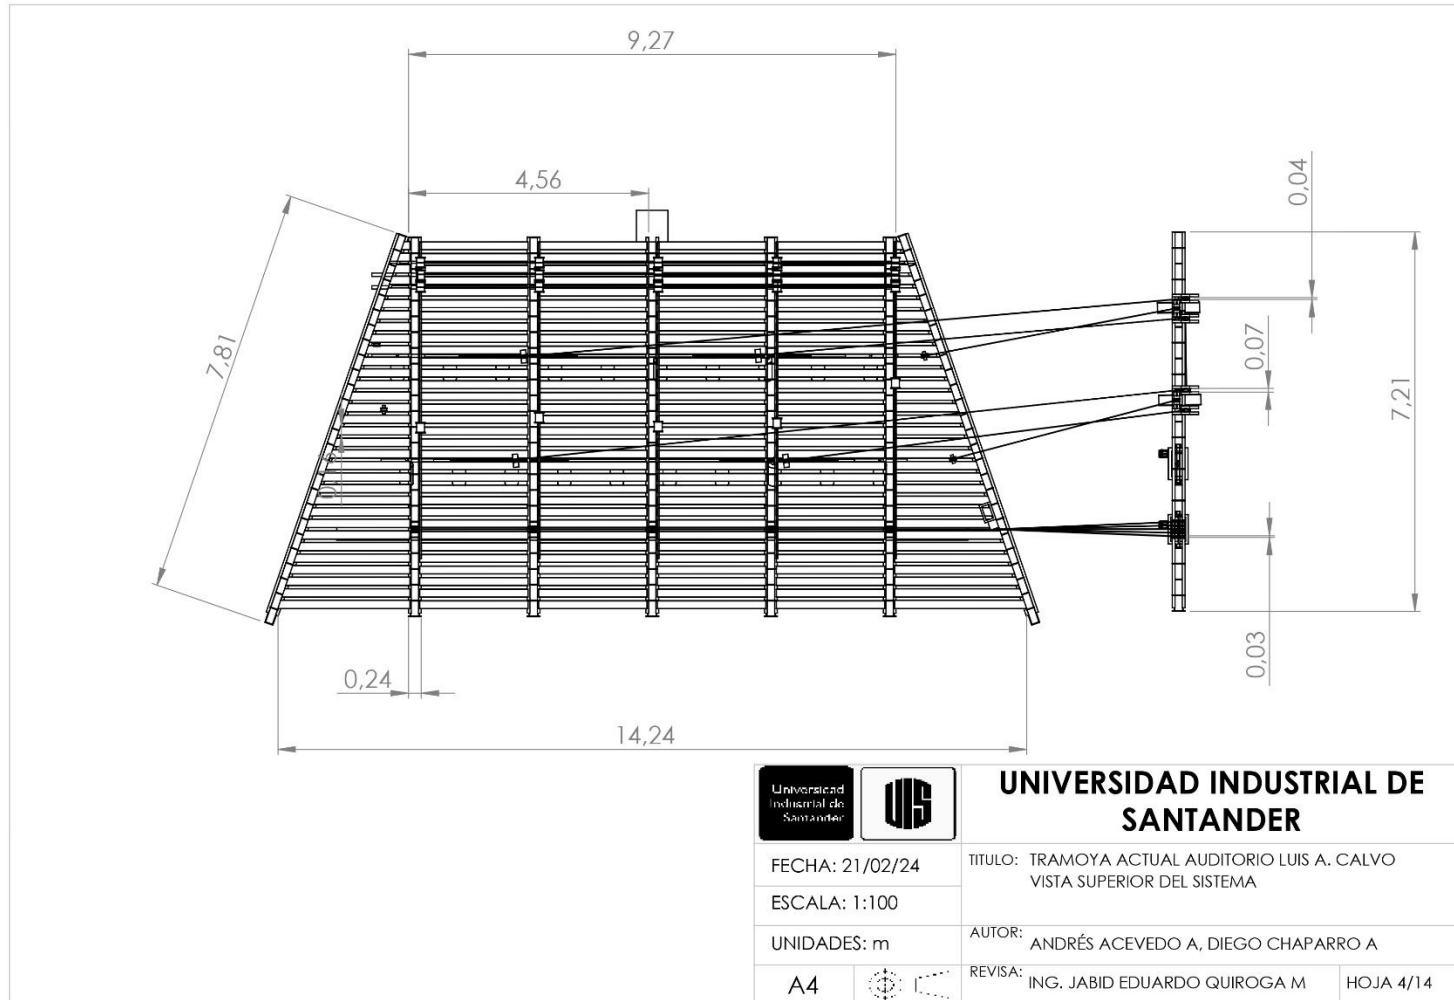 9,27
4,56
0,04
7,81
0,07
7,21
0,03
0,24
14,24
Universidad
Industrial de
Santander
UIS
UNIVERSIDAD INDUSTRIAL DE
SANTANDER
FECHA: 21/02/24
TITULO: TRAMOYA ACTUAL AUDITORIO LUIS A. CALVO
VISTA SUPERIOR DEL SISTEMA
ESCALA: 1:100
UNIDADES: m
AUTOR: ANDRÉS ACEVEDO A, DIEGO CHAPARRO A
A4
REVISA: ING. JABID EDUARDO QUIROGA M
HOJA 4/14